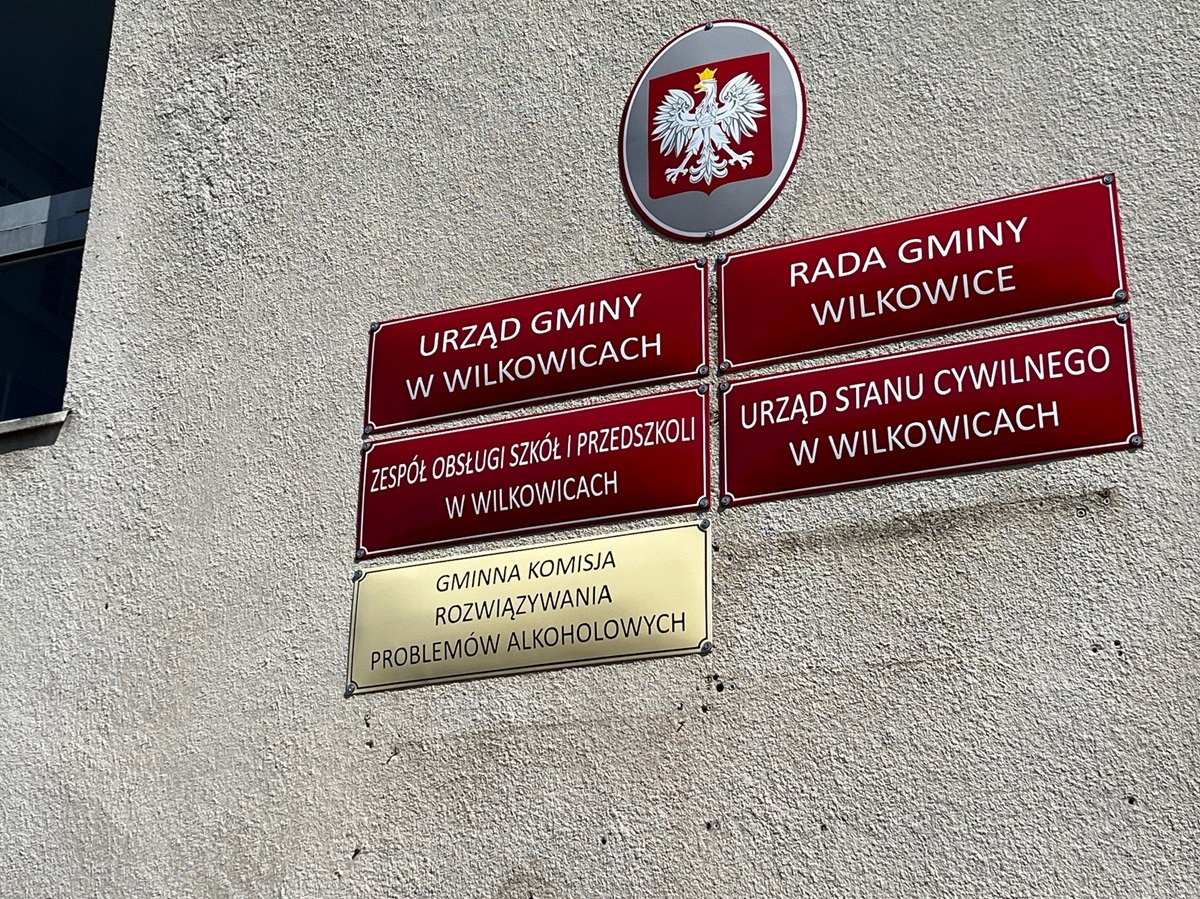 URZĄD GMINY
W WILKOWICACH
RADA GMINY
WILKOWICE
ZESPÓŁ OBSŁUGI SZKÓŁ I PRZEDSZKOLI
W WILKOWICACH
URZĄD STANU CYWILNEGO
W WILKOWICACH
GMINNA KOMISJA
ROZWIĄZYWANIA
PROBLEMÓW ALKOHOLOWYCH